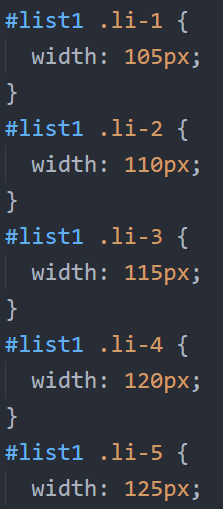 #list1 .li-1 {
  width: 105px;
}
#list1 .li-2 {
  width: 110px;
}
#list1 .li-3 {
  width: 115px;
}
#list1 .li-4 {
  width: 120px;
}
#list1 .li-5 {
  width: 125px;